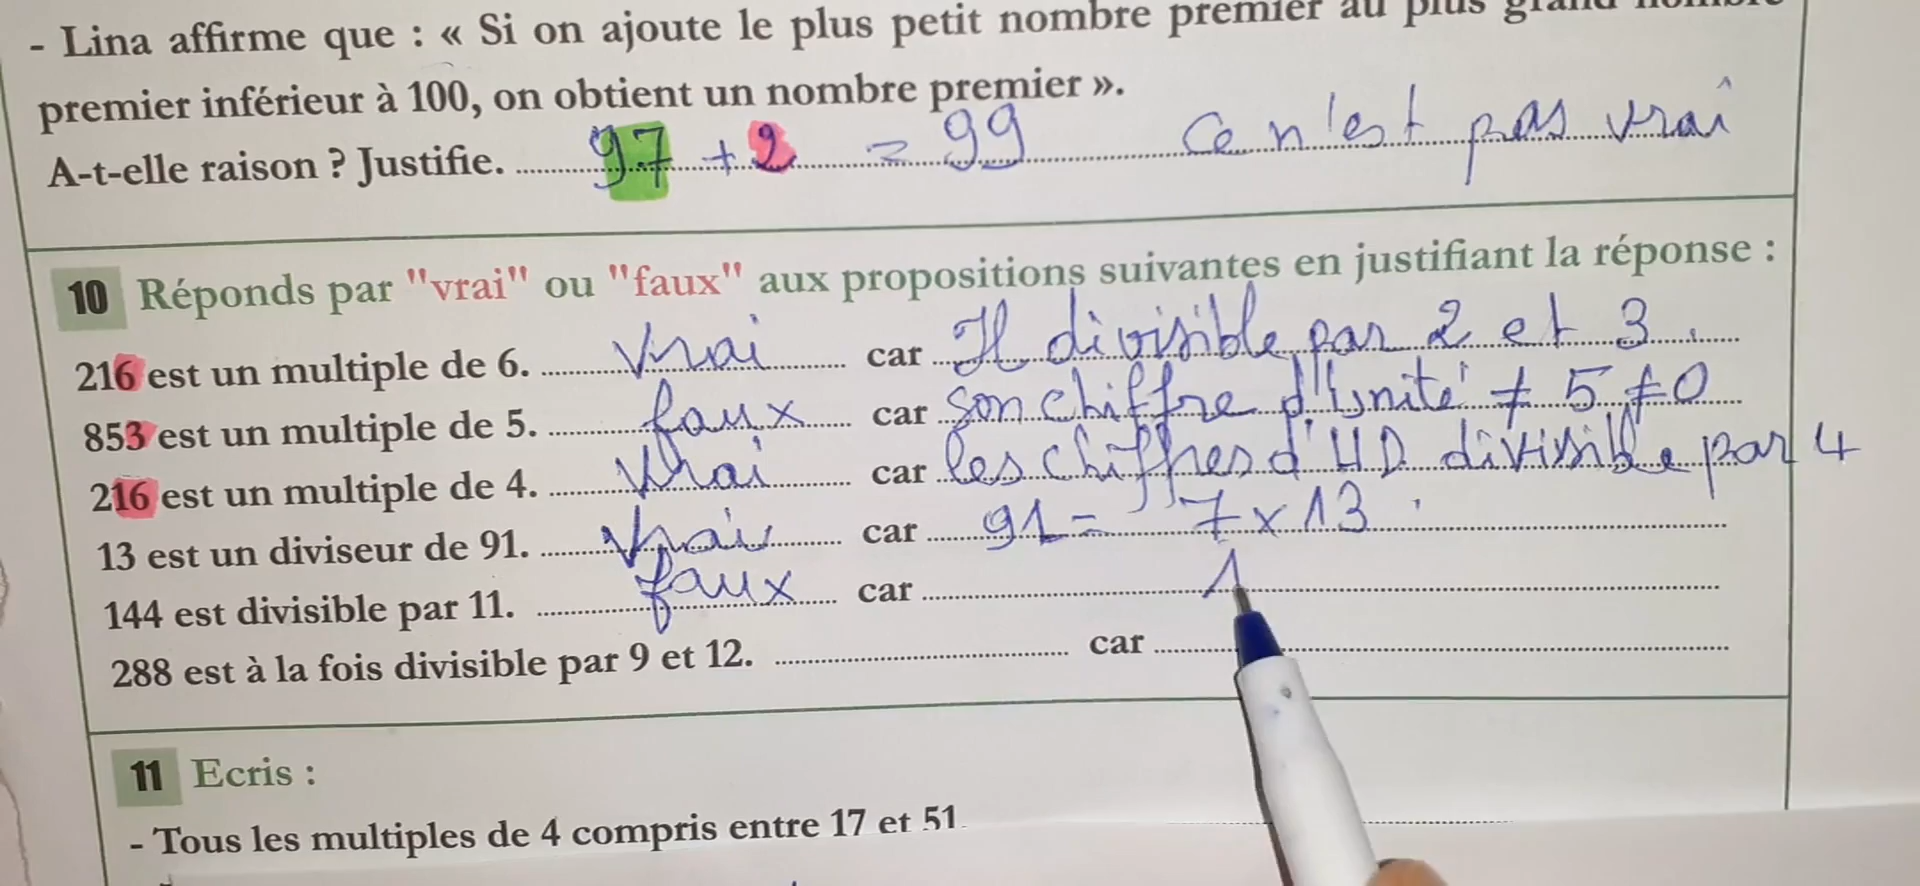 - Lina affirme que : « Si on ajoute le plus petit nombre premier au plus grand nombre
premier inférieur à 100, on obtient un nombre premier ».
A-t-elle raison ? Justifie. 97 + 2 = 99 ce n'est pas vrai
10 Réponds par "vrai" ou "faux" aux propositions suivantes en justifiant la réponse :
216 est un multiple de 6. Vrai car Il divisible par 2 et 3.
853 est un multiple de 5. faux car son chiffre d'Unité ≠ 5 ≠ 0
216 est un multiple de 4. Vrai car les chiffres d'UD divisible par 4
13 est un diviseur de 91. Vrai car 91 = 7 x 13.
144 est divisible par 11. faux car 1
288 est à la fois divisible par 9 et 12. car
11 Ecris :
- Tous les multiples de 4 compris entre 17 et 51